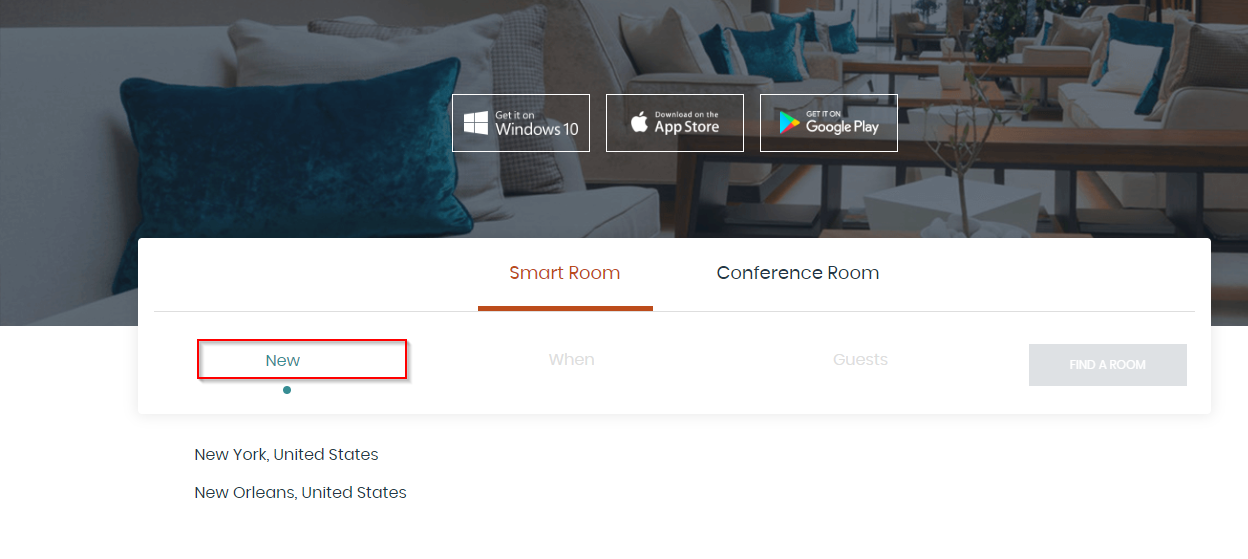 Get it on
Windows 10
Download on the
App Store
GET IT ON
Google Play
Smart Room
Conference Room
New
When
Guests
FIND A ROOM
New York, United States
New Orleans, United States